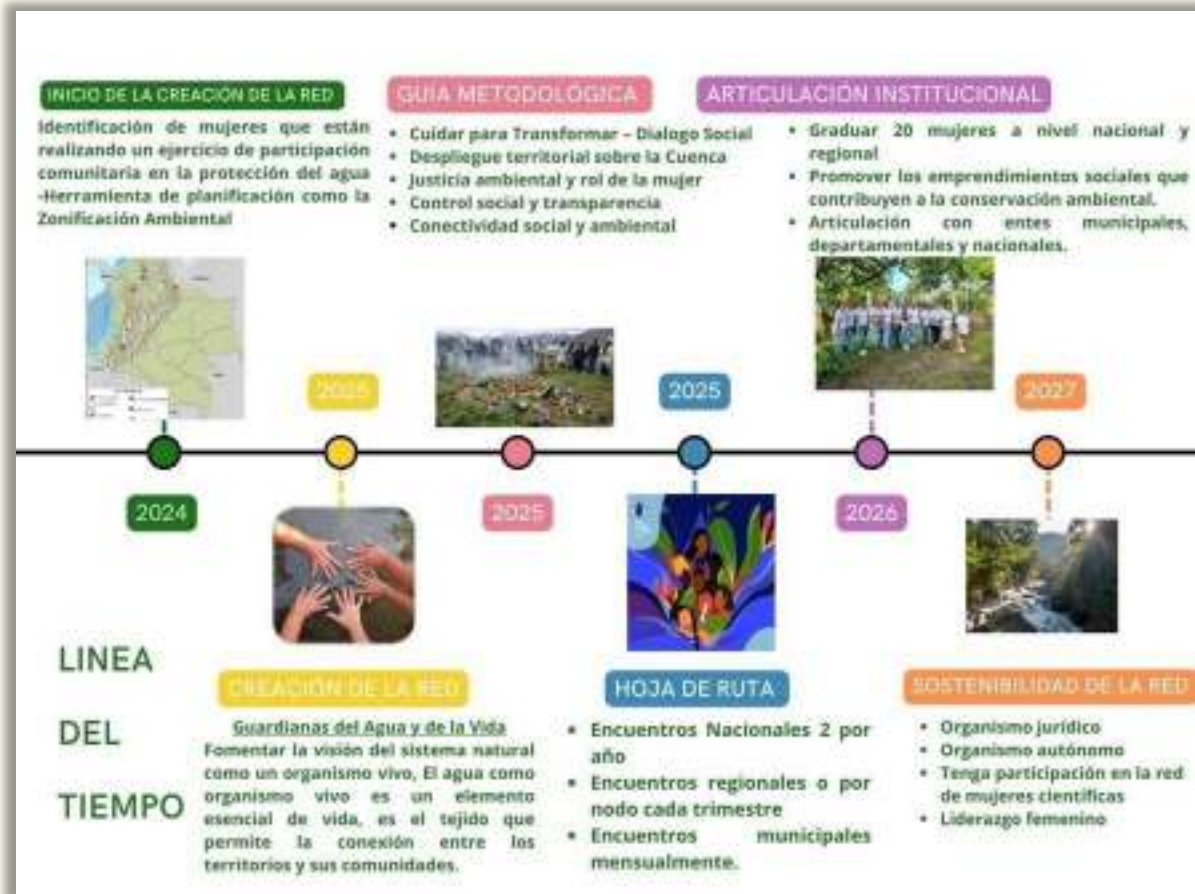 INICIO DE LA CREACIÓN DE LA RED
Identificación de mujeres que están
realizando un ejercicio de participación
comunitaria en la protección del agua
-Herramienta de planificación como la
Zonificación Ambiental
GUÍA METODOLÓGICA
• Cuidar para Transformar – Dialogo Social
• Despliegue territorial sobre la Cuenca
• Justicia ambiental y rol de la mujer
• Control social y transparencia
• Conectividad social y ambiental
ARTICULACIÓN INSTITUCIONAL
• Graduar 20 mujeres a nivel nacional y
regional
• Promover los emprendimientos sociales que
contribuyen a la conservación ambiental.
• Articulación con entes municipales,
departamentales y nacionales.
2025
2027
2024
2025
2026
LINEA
DEL
TIEMPO
CREACIÓN DE LA RED
Guardianas del Agua y de la Vida
Fomentar la visión del sistema natural
como un organismo vivo, El agua como
organismo vivo es un elemento
esencial de vida, es el tejido que
permite la conexión entre los
territorios y sus comunidades.
HOJA DE RUTA
• Encuentros Nacionales 2 por
año
• Encuentros regionales o por
nodo cada trimestre
• Encuentros municipales
mensualmente.
SOSTENIBILIDAD DE LA RED
• Organismo jurídico
• Organismo autónomo
• Tenga participación en la red
de mujeres científicas
• Liderazgo femenino